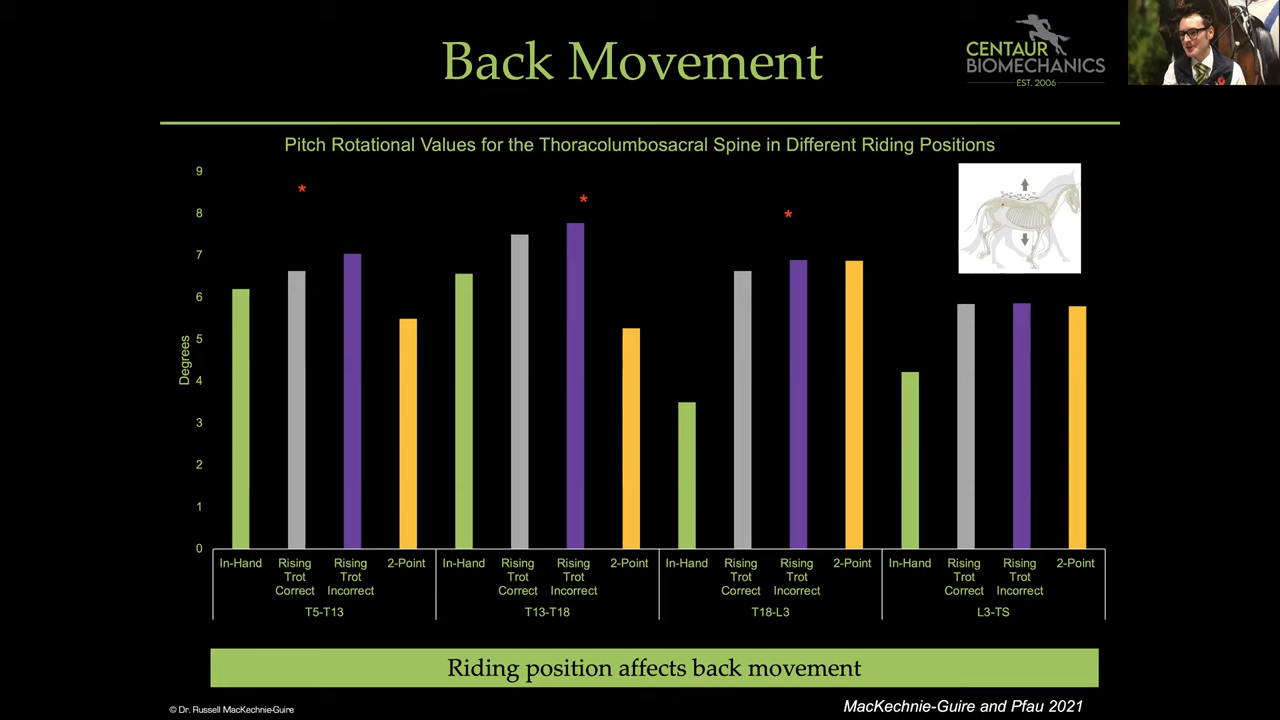 Back Movement
CENTAUR
BIOMECHANICS
EST. 2006
Pitch Rotational Values for the Thoracolumbosacral Spine in Different Riding Positions
9
8
7
6
5
4
3
2
1
0
Degrees
*
*
*
In-Hand Rising Trot Correct Rising Trot Incorrect 2-Point In-Hand Rising Trot Correct Rising Trot Incorrect 2-Point In-Hand Rising Trot Correct Rising Trot Incorrect 2-Point In-Hand Rising Trot Correct Rising Trot Incorrect 2-Point
T5-T13 T13-T18 T18-L3 L3-TS
Riding position affects back movement
© Dr. Russell MacKechnie-Guire
MacKechnie-Guire and Pfau 2021